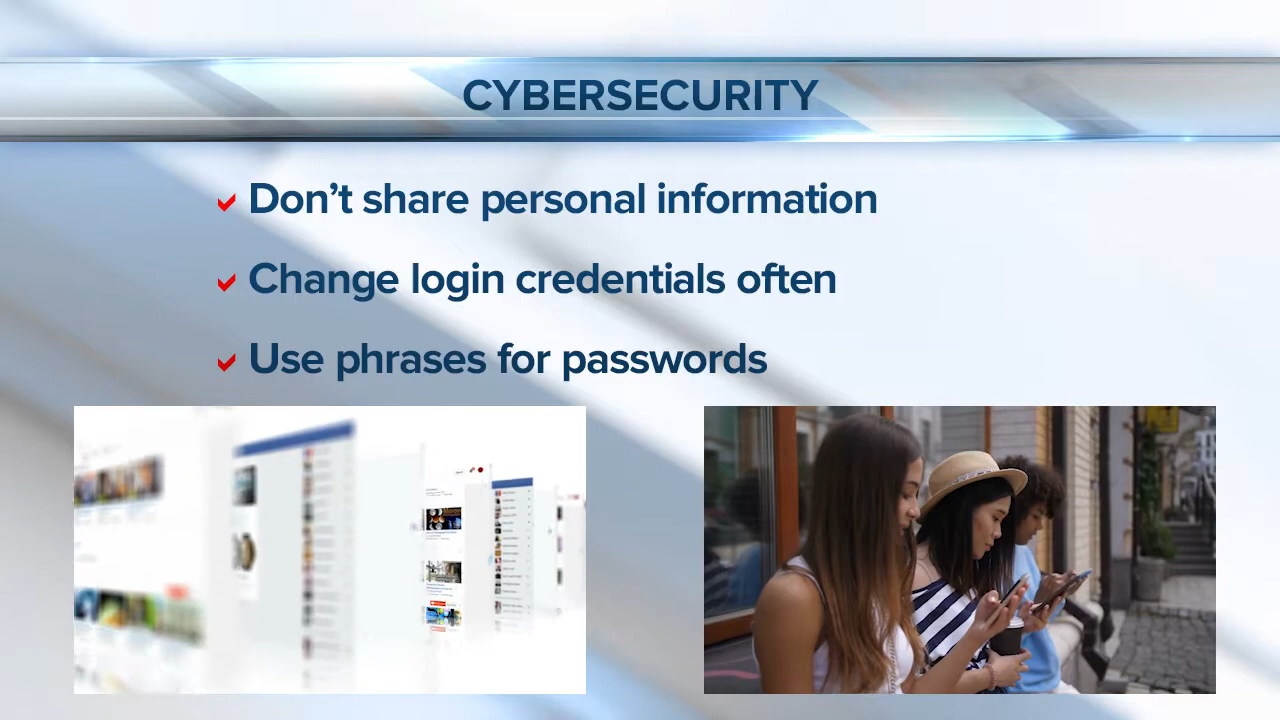 CYBERSECURITY
Don’t share personal information
Change login credentials often
Use phrases for passwords